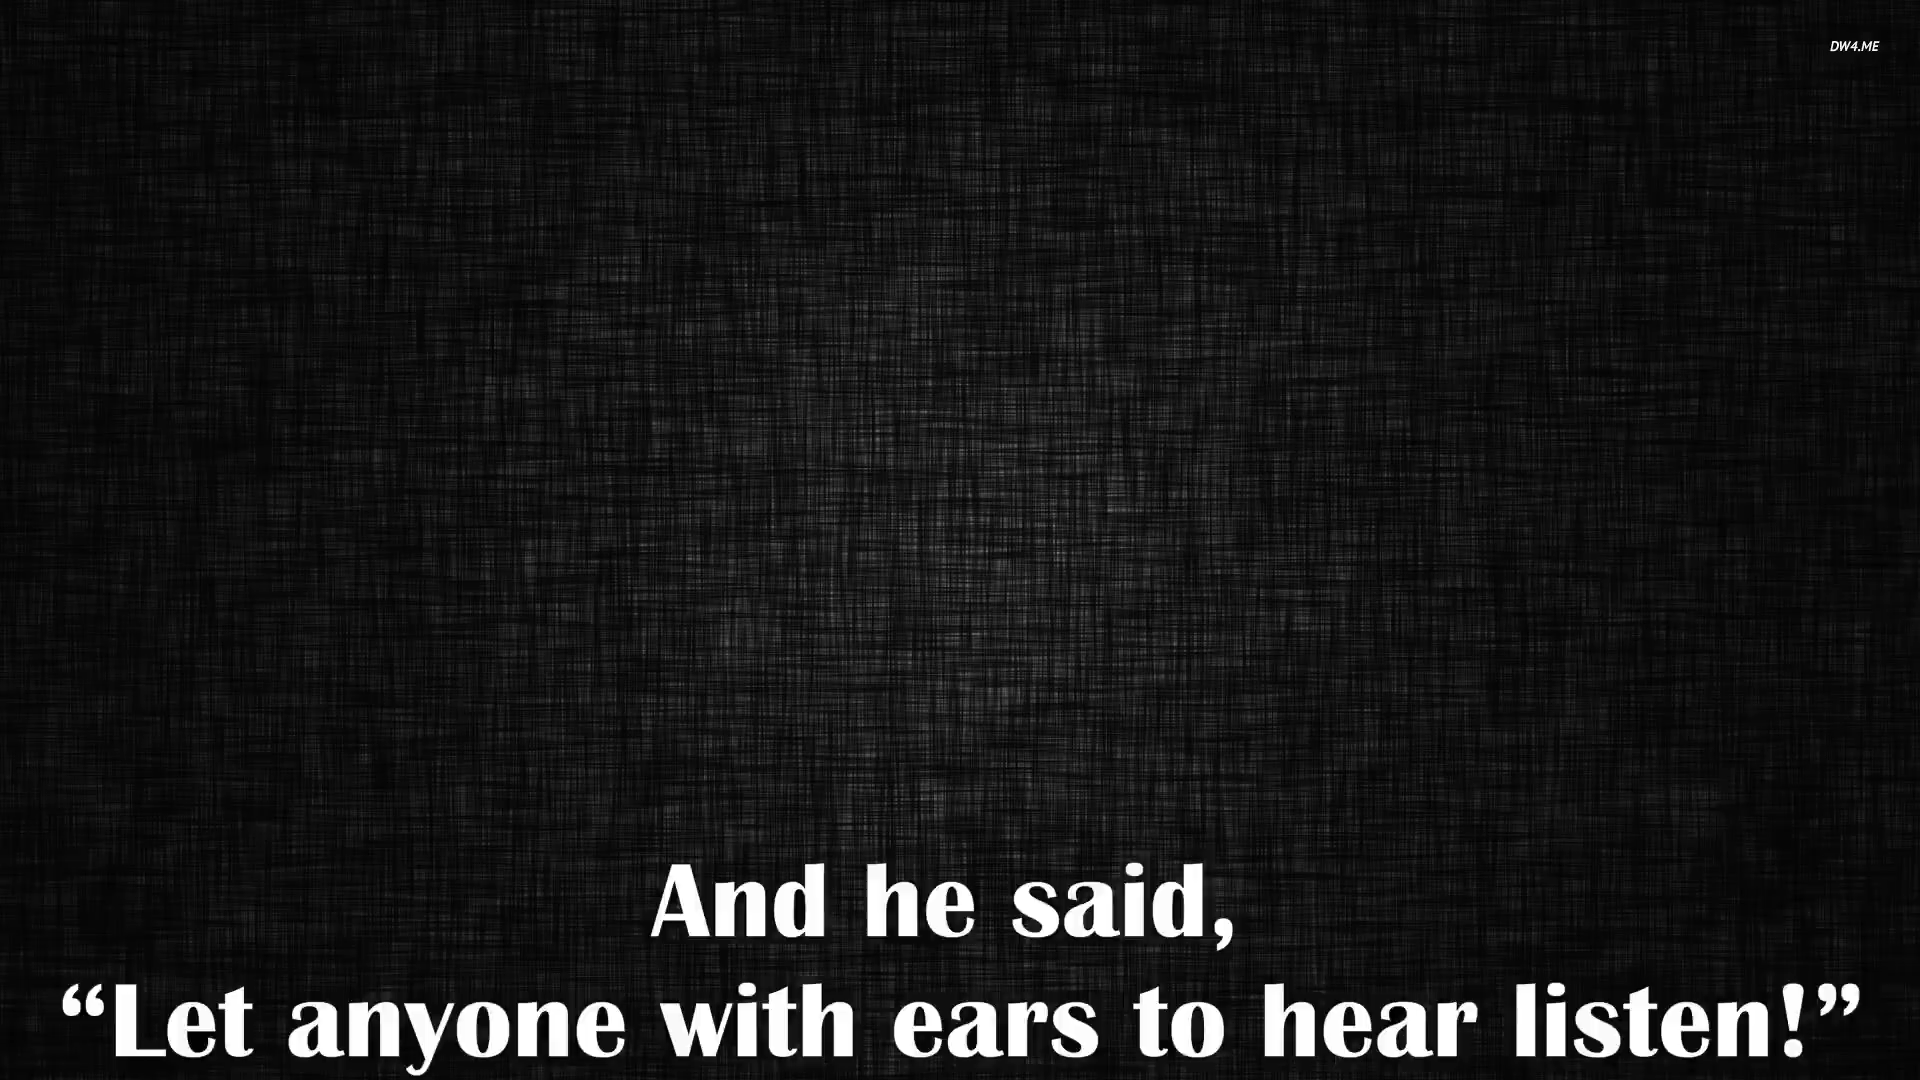 DW4.ME
And he said,
“Let anyone with ears to hear listen!”